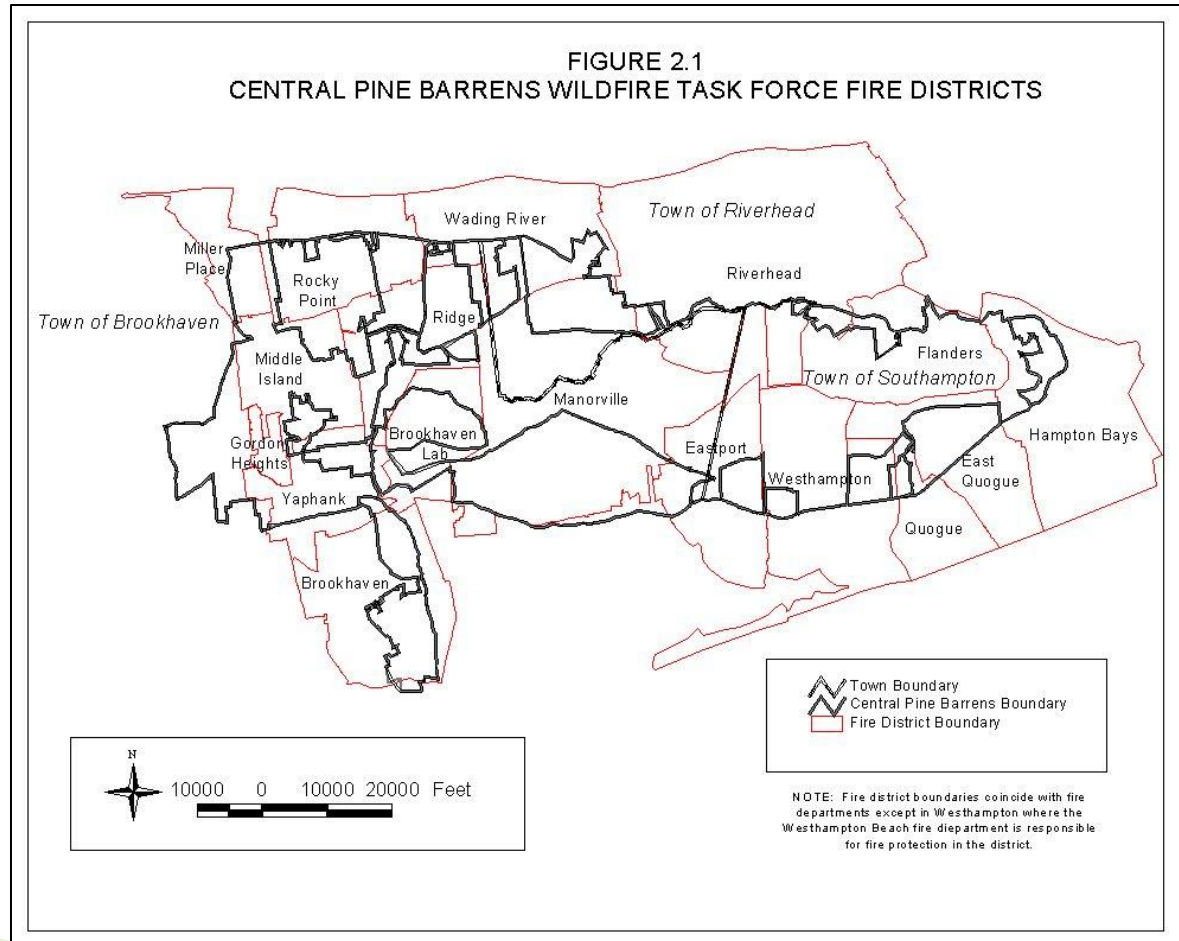 FIGURE 2.1
CENTRAL PINE BARRENS WILDFIRE TASK FORCE FIRE DISTRICTS
Wading River
Town of Riverhead
Miller
Place
Rocky
Point
Riverhead
Town of Brookhaven
Ridge
Middle
Island
Flanders
Town of Southampton
Manorville
Gordon
Heights
Brookhaven
Lab
Eastport
Hampton Bays
Westhampton
East
Quogue
Yaphank
Quogue
Brookhaven
Town Boundary
Central Pine Barrens Boundary
Fire District Boundary
N
10000 0 10000 20000 Feet
NOTE: Fire district boundaries coincide with fire
departments except in Westhampton where the
Westhampton Beach fire diepartment is responsible
for fire protection in the district.